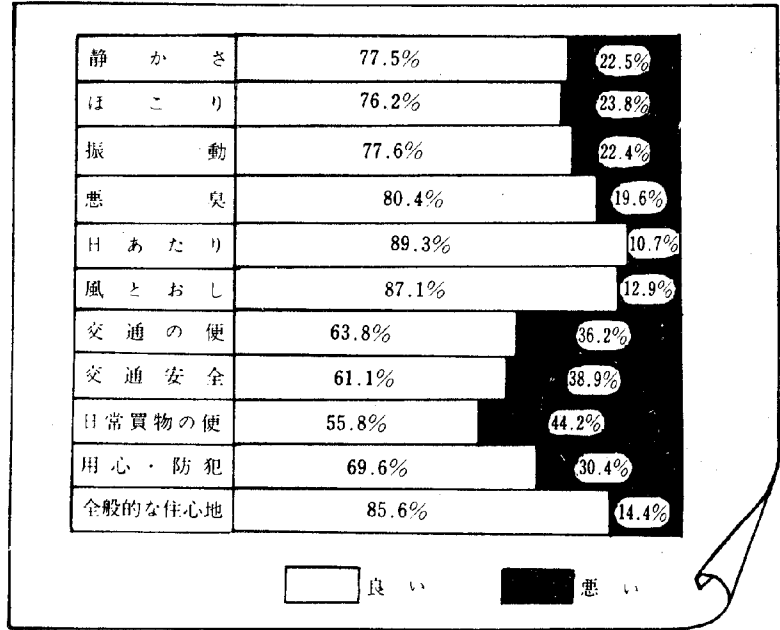 静かさ 77.5% 22.5%
ほこり 76.2% 23.8%
振動 77.6% 22.4%
悪臭 80.4% 19.6%
日あたり 89.3% 10.7%
風とおし 87.1% 12.9%
交通の便 63.8% 36.2%
交通安全 61.1% 38.9%
日常買物の便 55.8% 44.2%
用心・防犯 69.6% 30.4%
全般的な住心地 85.6% 14.4%
良い 悪い